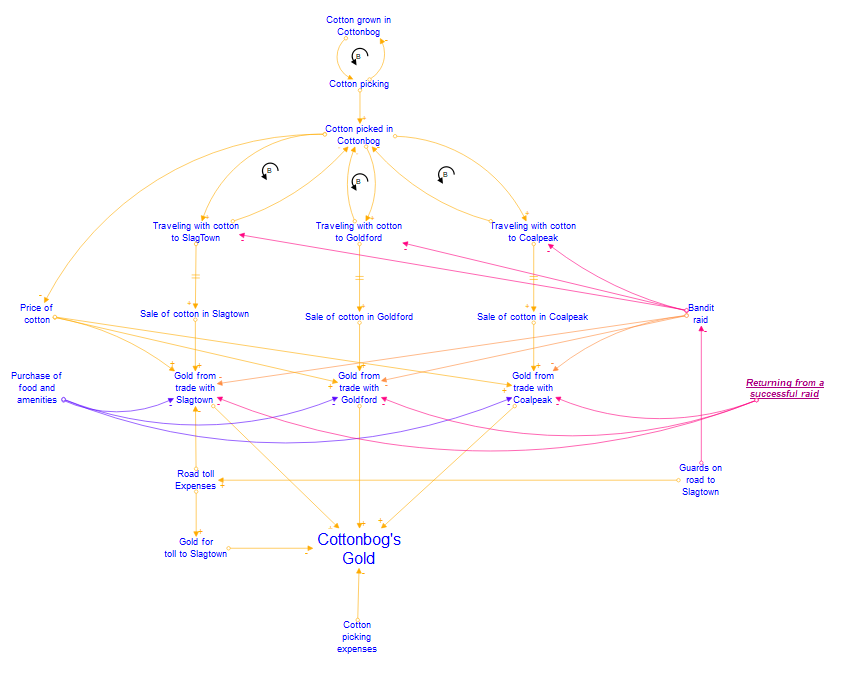 Cotton grown in
Cottonbog
B
Cotton picking
Cotton picked in
Cottonbog
B
B
B
Traveling with cotton
to SlagTown
Traveling with cotton
to Goldford
Traveling with cotton
to Coalpeak
Price of
cotton
Sale of cotton in Slagtown
Sale of cotton in Goldford
Sale of cotton in Coalpeak
Bandit
raid
Purchase of
food and
amenities
Gold from
trade with
Slagtown
Gold from
trade with
Goldford
Gold from
trade with
Coalpeak
Returning from a
successful raid
Road toll
Expenses
Guards on
road to
Slagtown
Gold for
toll to Slagtown
Cottonbog's
Gold
Cotton
picking
expenses